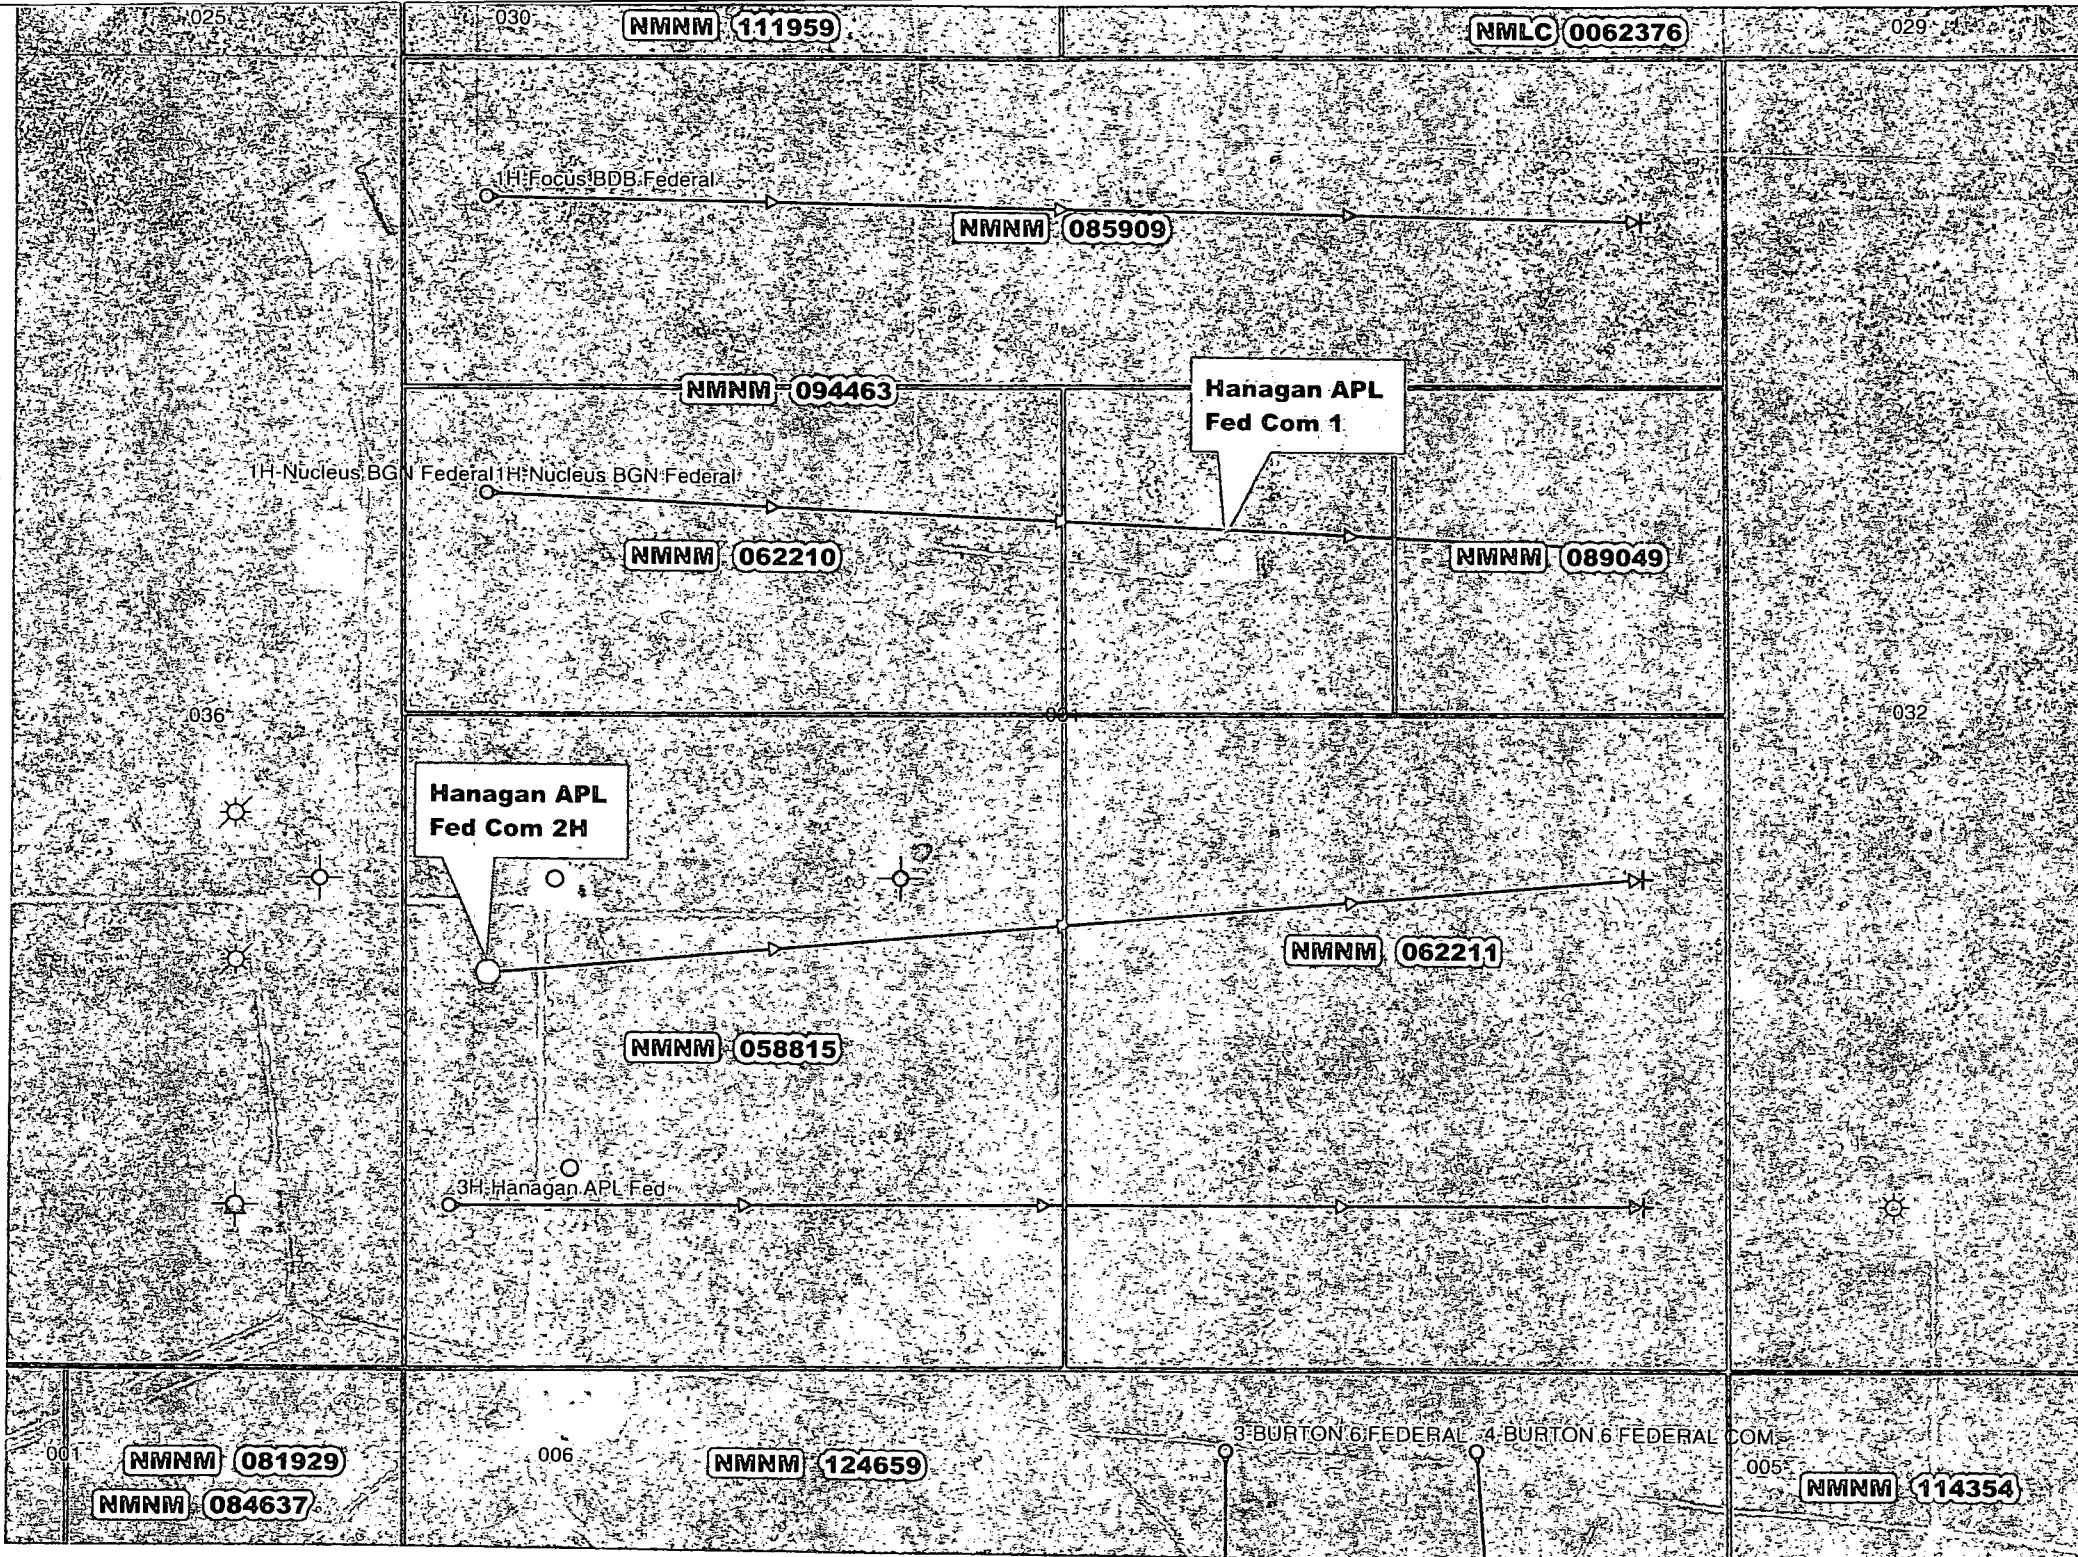 025
030
NMNM 111959
NMLC 0062376
029
1H-Focus BDB Federal
NMNM 085909
NMNM 094463
Hanagan APL
Fed Com 1
1H-Nucleus BGN Federal 1H-Nucleus BGN Federal
NMNM 062210
NMNM 089049
036
032
Hanagan APL
Fed Com 2H
NMNM 062211
NMNM 058815
3H-Hanagan APL Fed
3-BURTON 6 FEDERAL 4-BURTON 6 FEDERAL COM
001
NMNM 081929
006
NMNM 124659
005
NMNM 084637
NMNM 114354